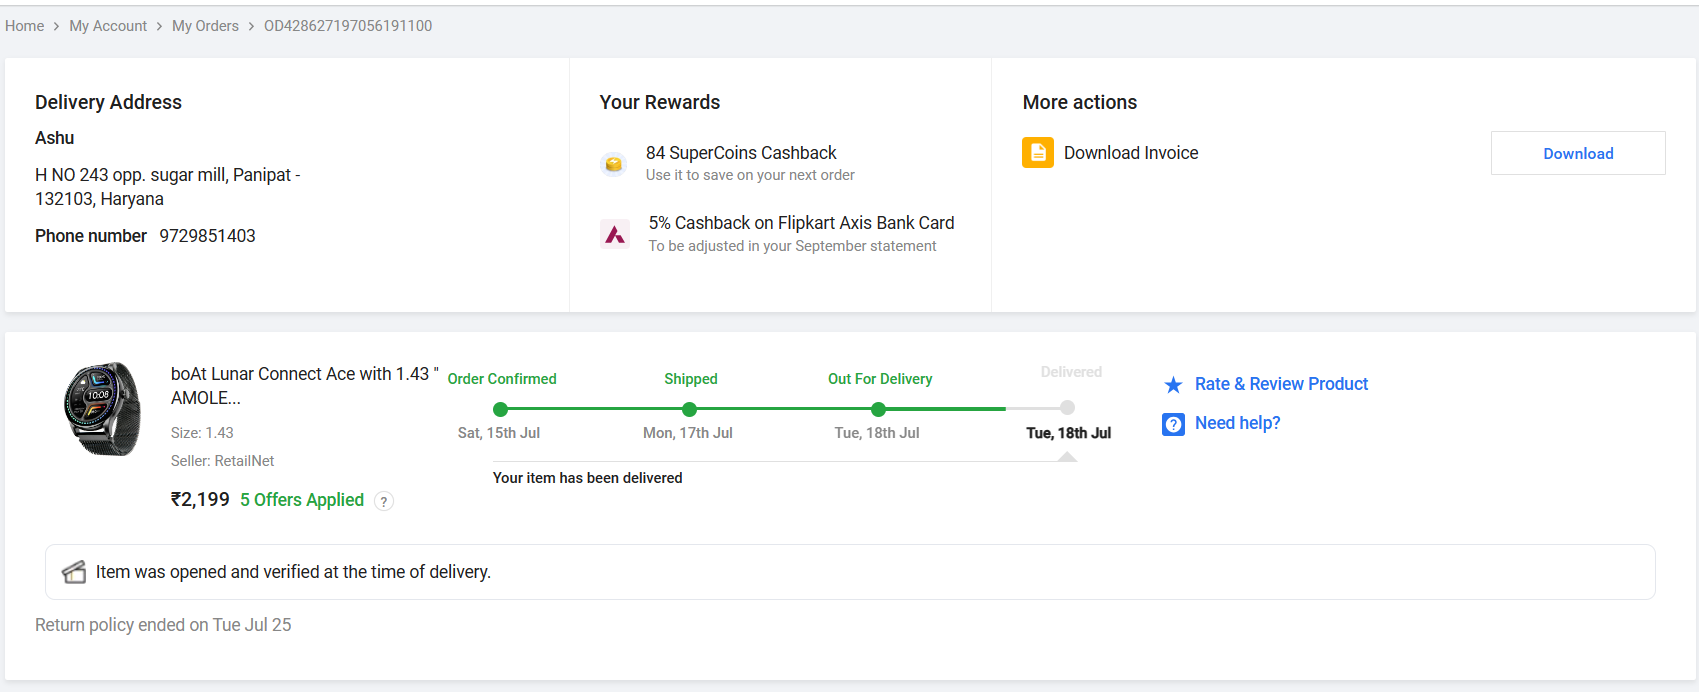 Home > My Account > My Orders > OD428627197056191100
Delivery Address
Ashu
H NO 243 opp. sugar mill, Panipat -
132103, Haryana
Phone number 9729851403
Your Rewards
84 SuperCoins Cashback
Use it to save on your next order
5% Cashback on Flipkart Axis Bank Card
To be adjusted in your September statement
More actions
Download Invoice
Download
boAt Lunar Connect Ace with 1.43 "
AMOLE...
Size: 1.43
Seller: RetailNet
₹2,199 5 Offers Applied ?
10:08
Order Confirmed
Sat, 15th Jul
Shipped
Mon, 17th Jul
Out For Delivery
Tue, 18th Jul
Delivered
Tue, 18th Jul
Your item has been delivered
Rate & Review Product
? Need help?
Item was opened and verified at the time of delivery.
Return policy ended on Tue Jul 25